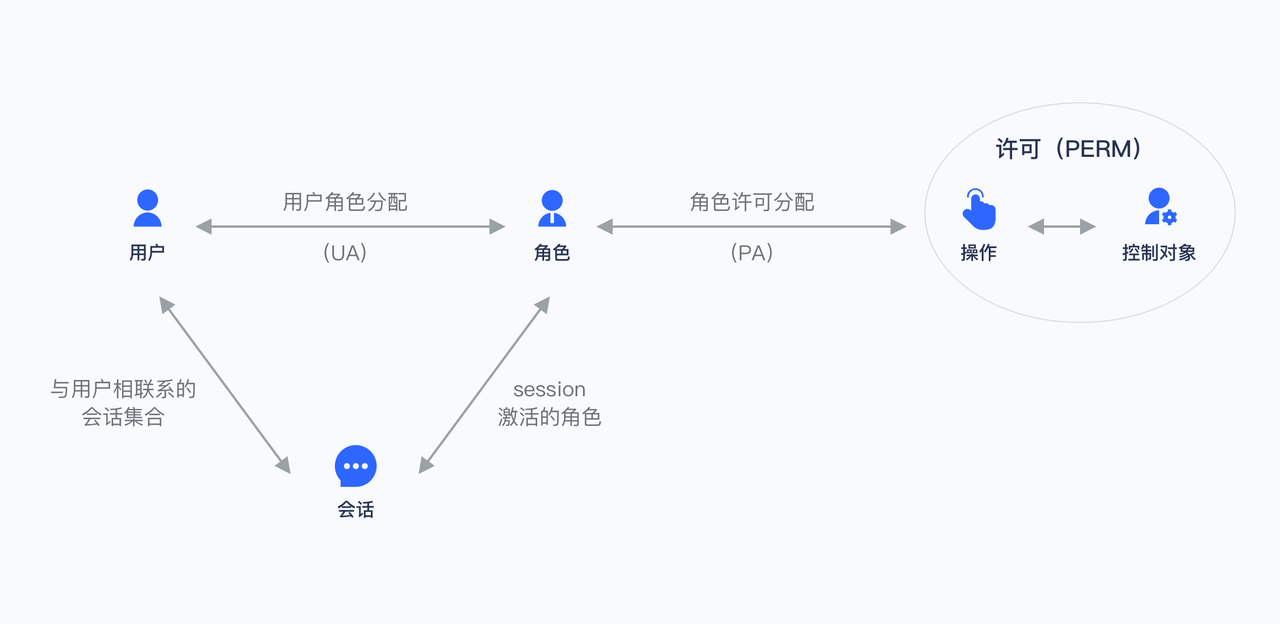 许可（PERM）
用户角色分配
角色许可分配
用户
（UA）
角色
（PA）
操作
控制对象
与用户相联系的
会话集合
session
激活的角色
会话